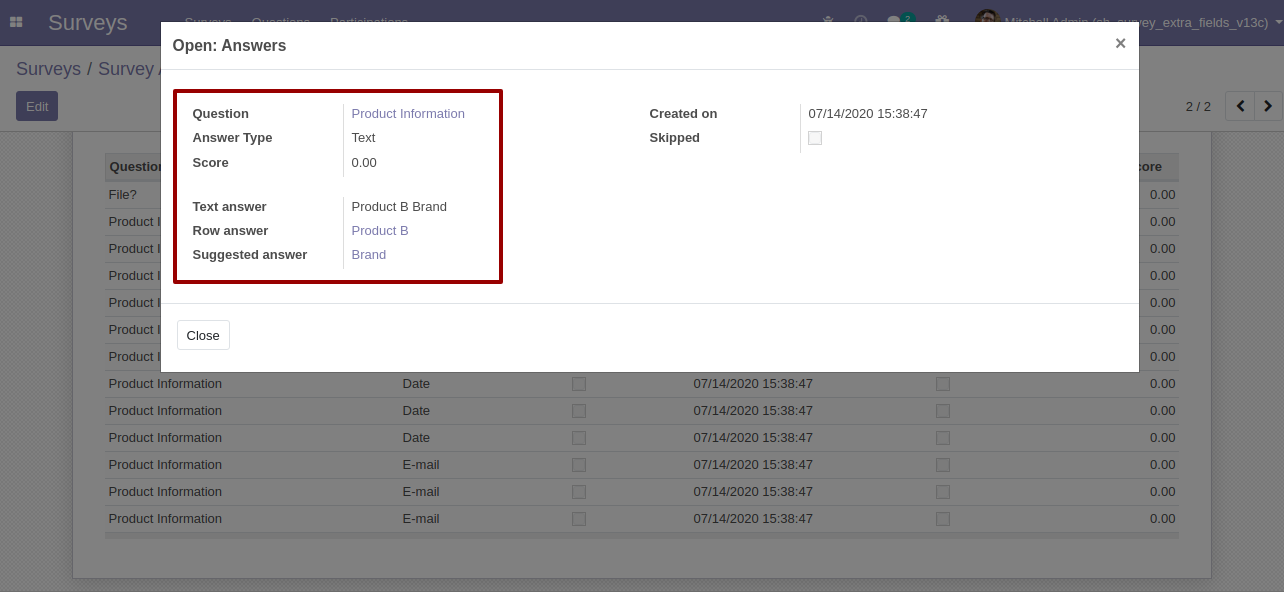 Surveys
2
Mitchell Admin (sh_survey_extra_fields_v13c)
Surveys / Survey
Edit
2 / 2
Open: Answers
×
Question Product Information
Answer Type Text
Score 0.00
Text answer Product B Brand
Row answer Product B
Suggested answer Brand
Created on 07/14/2020 15:38:47
Skipped
Close
File? 0.00
Product 0.00
Product 0.00
Product 0.00
Product 0.00
Product 0.00
Product 0.00
Product Information Date 07/14/2020 15:38:47 0.00
Product Information Date 07/14/2020 15:38:47 0.00
Product Information Date 07/14/2020 15:38:47 0.00
Product Information E-mail 07/14/2020 15:38:47 0.00
Product Information E-mail 07/14/2020 15:38:47 0.00
Product Information E-mail 07/14/2020 15:38:47 0.00